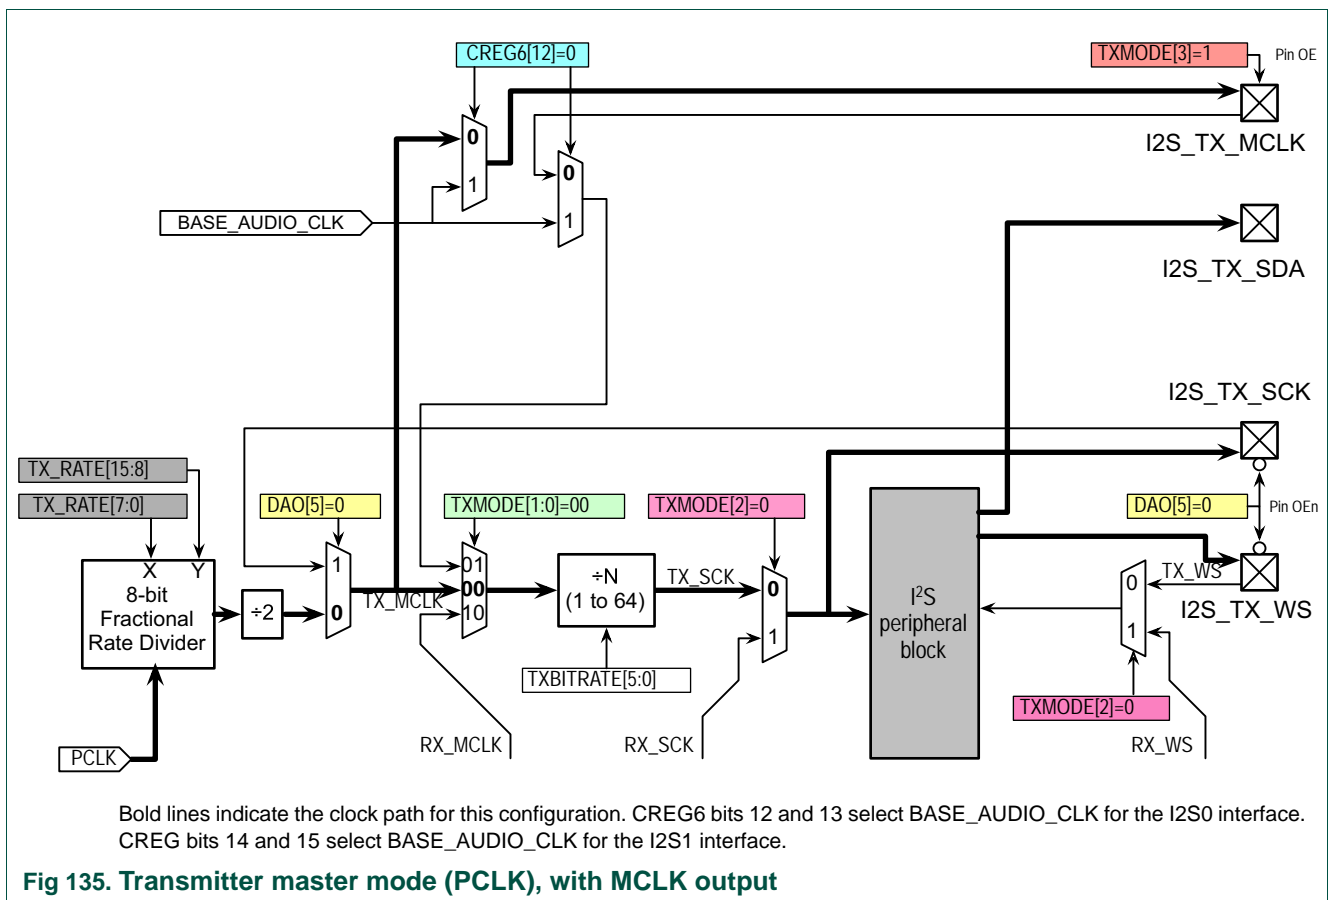 CREG6[12]=0
TXMODE[3]=1
Pin OE
0
1
I2S_TX_MCLK
0
1
BASE_AUDIO_CLK
I2S_TX_SDA
I2S_TX_SCK
TX_RATE[15:8]
TX_RATE[7:0]
DAO[5]=0
TXMODE[1:0]=00
TXMODE[2]=0
DAO[5]=0
Pin OEn
X
Y
8-bit
Fractional
Rate Divider
÷2
1
0
TX_MCLK
01
00
10
÷N
(1 to 64)
TX_SCK
0
1
I2S
peripheral
block
0
1
TX_WS
I2S_TX_WS
TXBITRATE[5:0]
TXMODE[2]=0
PCLK
RX_MCLK
RX_SCK
RX_WS
Bold lines indicate the clock path for this configuration. CREG6 bits 12 and 13 select BASE_AUDIO_CLK for the I2S0 interface.
CREG bits 14 and 15 select BASE_AUDIO_CLK for the I2S1 interface.
Fig 135. Transmitter master mode (PCLK), with MCLK output